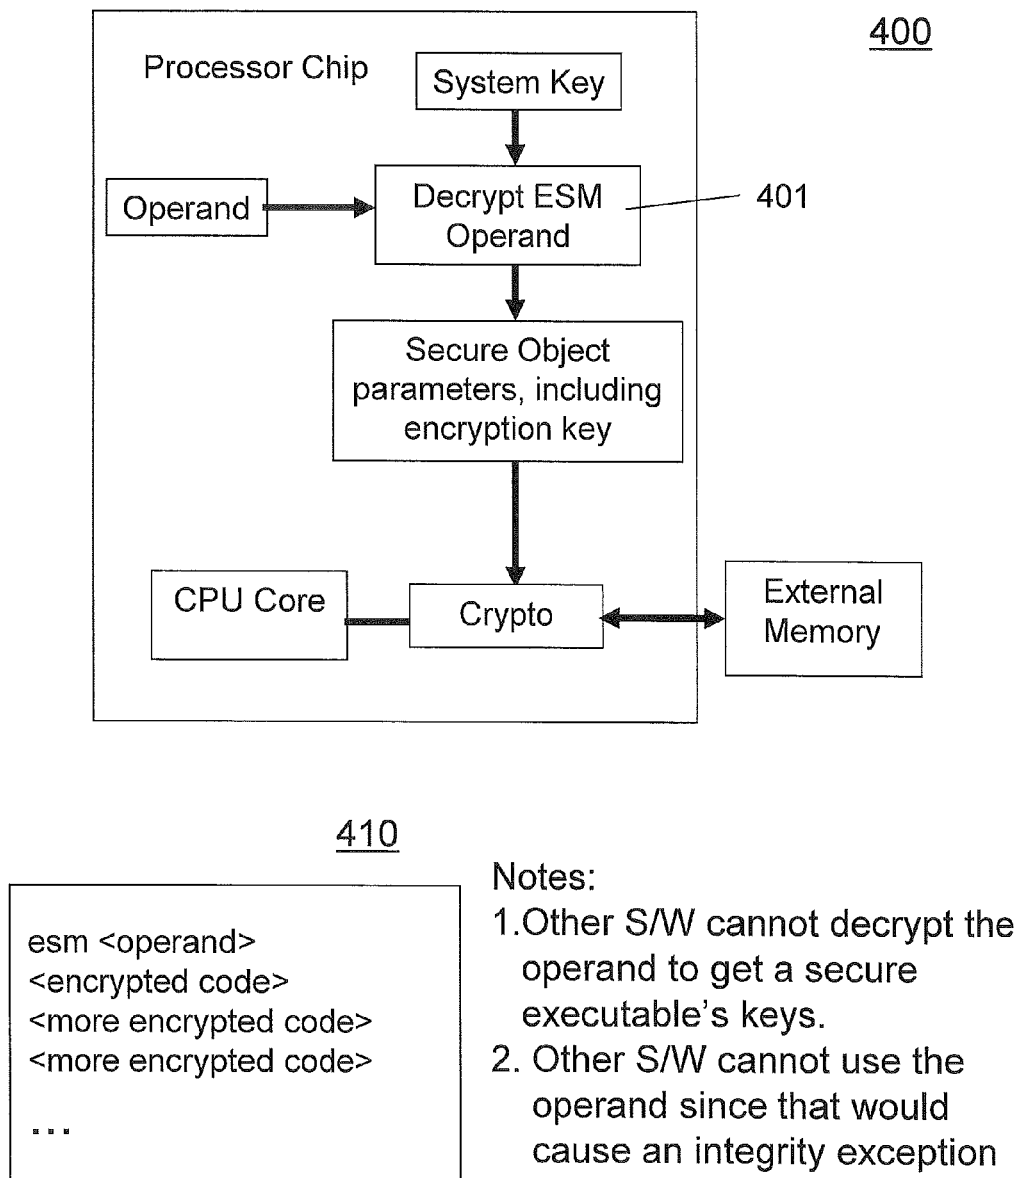 400
Processor Chip
System Key
Operand
Decrypt ESM
Operand
401
Secure Object
parameters, including
encryption key
CPU Core
Crypto
External
Memory
410
esm <operand>
<encrypted code>
<more encrypted code>
<more encrypted code>
...
Notes:
1.Other S/W cannot decrypt the
operand to get a secure
executable's keys.
2. Other S/W cannot use the
operand since that would
cause an integrity exception